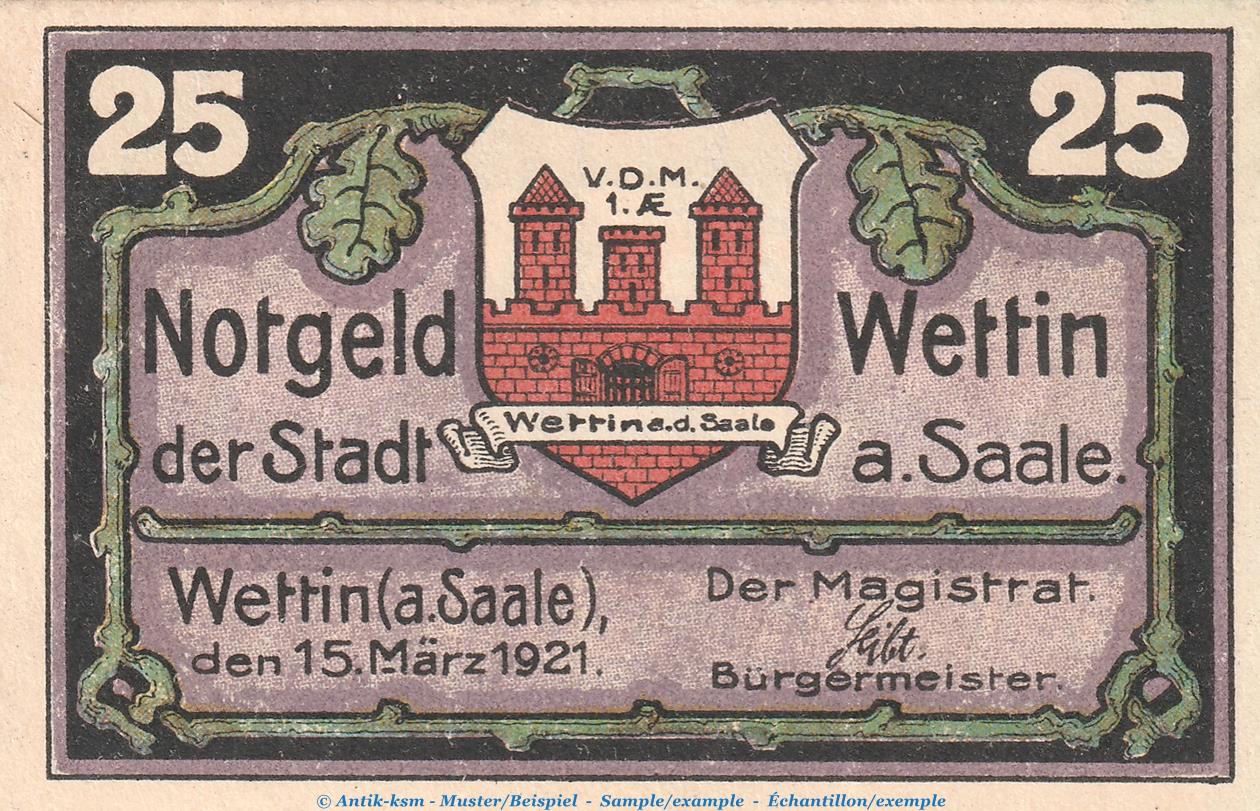 25 25
V.D.M.
1. Æ
Notgeld Wettin
der Stadt a. Saale.
Wettin a.d. Saale
Wettin (a. Saale),
den 15. März 1921.
Der Magistrat.
Seibt.
Bürgermeister.
© Antik-ksm - Muster/Beispiel - Sample/example - Échantillon/exemple